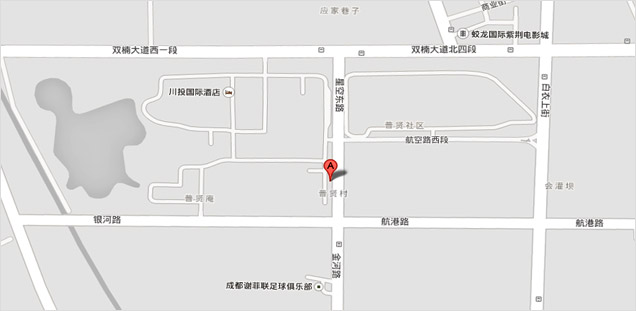 商业街
应家巷子
蛟龙国际紫荆电影城
双楠大道西一段
双楠大道北四段
川投国际酒店
星空东路
白衣上街
普贤社区
航空路西段
A
会灌坝
普贤庵
普贤村
银河路
航港路
航港路
金河路
成都谢菲联足球俱乐部